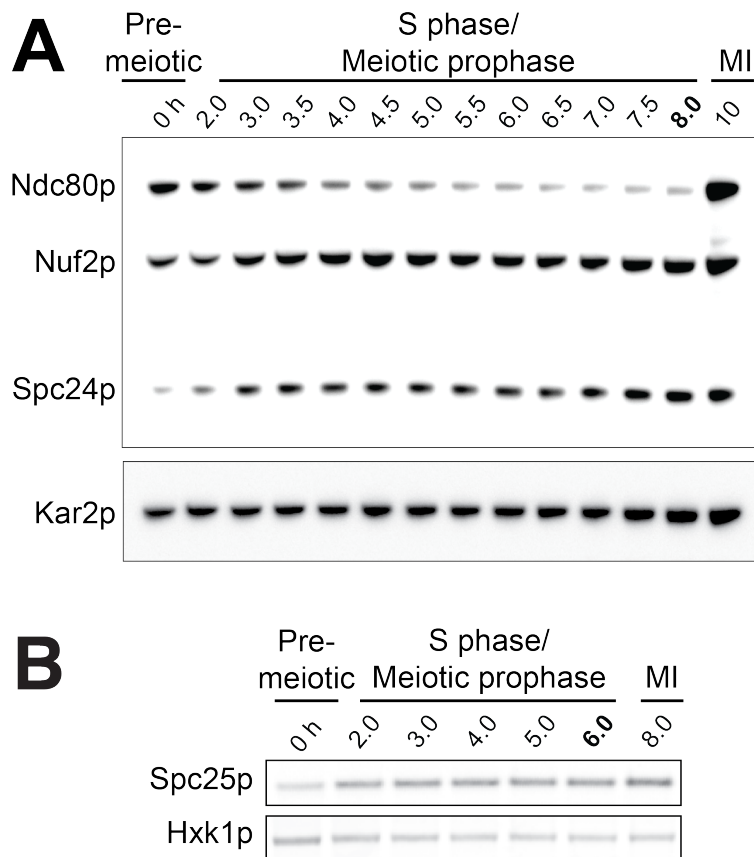 A
Pre-
meiotic
S phase/
Meiotic prophase
MI
0 h 2.0 3.0 3.5 4.0 4.5 5.0 5.5 6.0 6.5 7.0 7.5 8.0 10
Ndc80p
Nuf2p
Spc24p
Kar2p
B
Pre-
meiotic
S phase/
Meiotic prophase
MI
0 h 2.0 3.0 4.0 5.0 6.0 8.0
Spc25p
Hxk1p